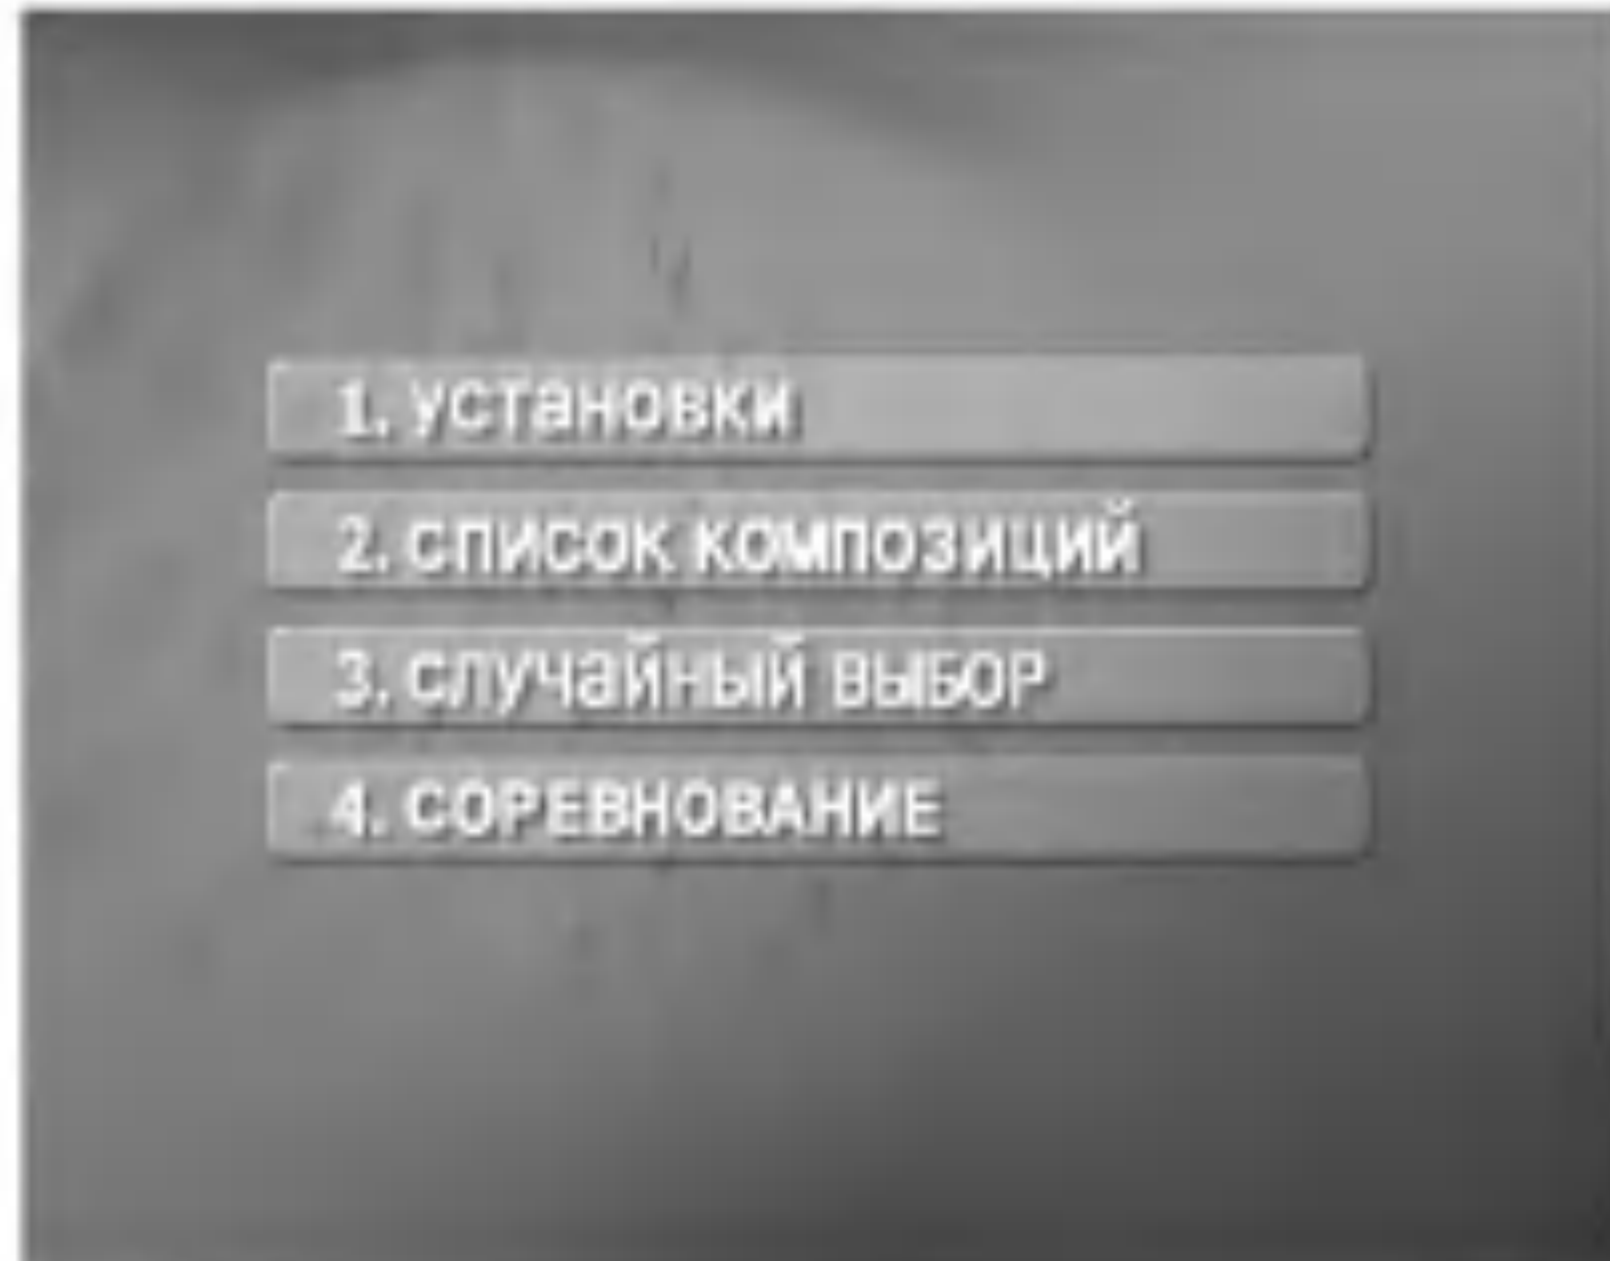 1. УСТаНОВКИ
2. СПИСОК КОМПОЗИЦИЙ
3. СЛУЧаЙНЫЙ ВЫБОР
4. СОРЕВНОВАНИЕ